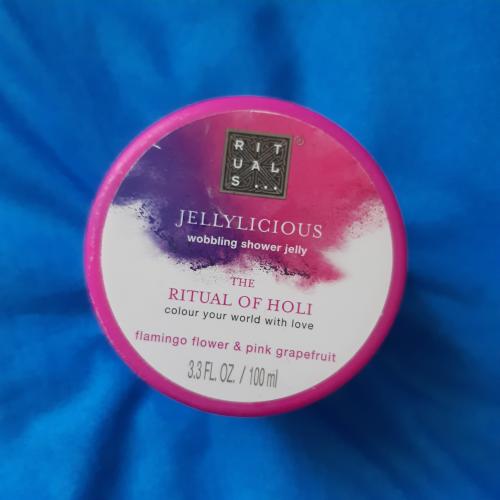 RIT
UAL
S...®
JELLYLICIOUS
wobbling shower jelly
THE
RITUAL OF HOLI
colour your world with love
flamingo flower & pink grapefruit
3.3 FL. OZ. / 100 ml